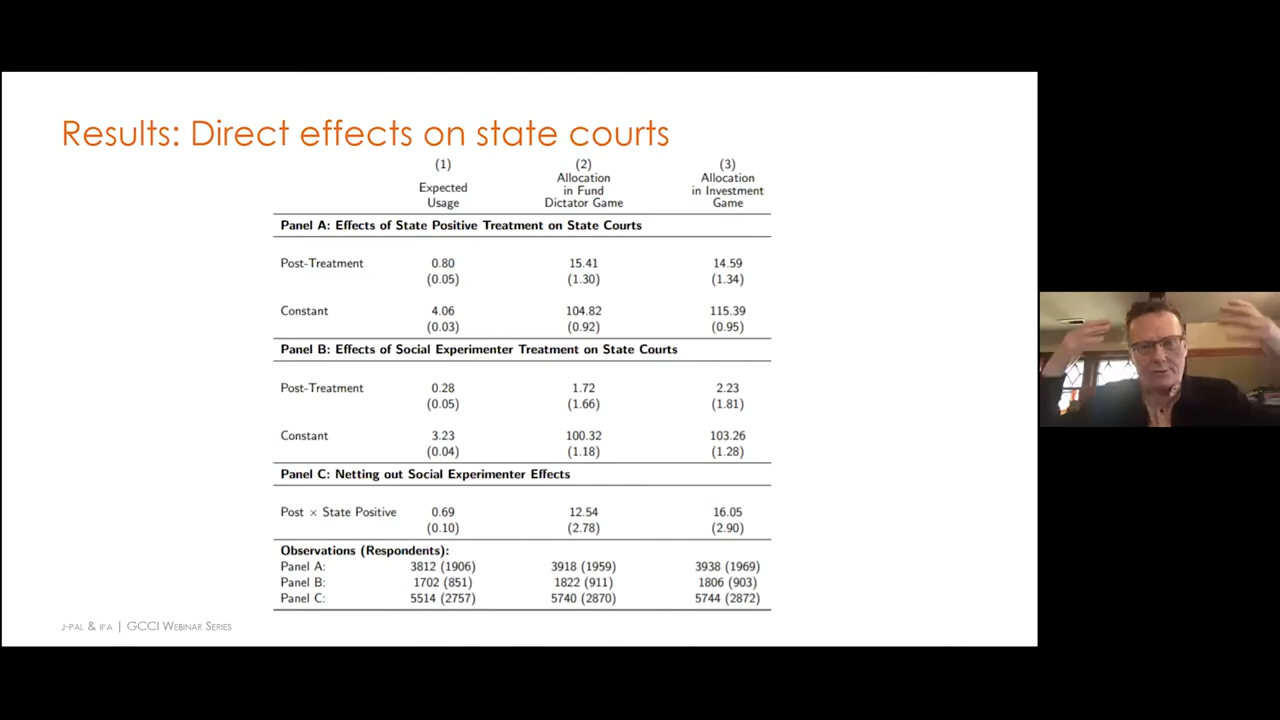 Results: Direct effects on state courts
(1) (2) (3)
Expected Usage Allocation in Fund Dictator Game Allocation in Investment Game
Panel A: Effects of State Positive Treatment on State Courts
Post-Treatment 0.80 15.41 14.59
(0.05) (1.30) (1.34)
Constant 4.06 104.82 115.39
(0.03) (0.92) (0.95)
Panel B: Effects of Social Experimenter Treatment on State Courts
Post-Treatment 0.28 1.72 2.23
(0.05) (1.66) (1.81)
Constant 3.23 100.32 103.26
(0.04) (1.18) (1.28)
Panel C: Netting out Social Experimenter Effects
Post × State Positive 0.69 12.54 16.05
(0.10) (2.78) (2.90)
Observations (Respondents):
Panel A: 3812 (1906) 3918 (1959) 3938 (1969)
Panel B: 1702 (851) 1822 (911) 1806 (903)
Panel C: 5514 (2757) 5740 (2870) 5744 (2872)
J-PAL & IPA | GCCI WEBINAR SERIES